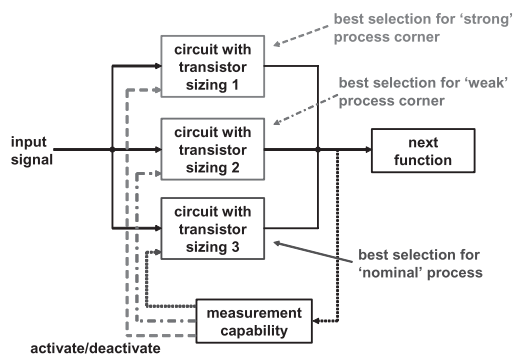 best selection for 'strong'
process corner
circuit with
transistor
sizing 1
best selection for 'weak'
process corner
input
signal
circuit with
transistor
sizing 2
next
function
circuit with
transistor
sizing 3
best selection for
'nominal' process
measurement
capability
activate/deactivate